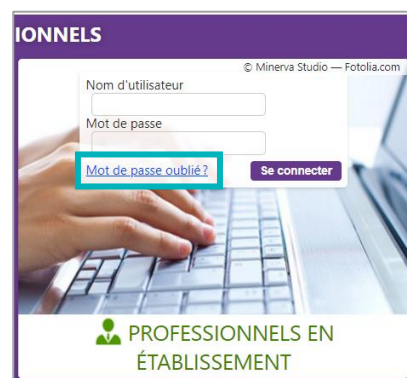 IONNELS
© Minerva Studio — Fotolia.com
Nom d'utilisateur
Mot de passe
Mot de passe oublié ?
Se connecter
PROFESSIONNELS EN
ÉTABLISSEMENT